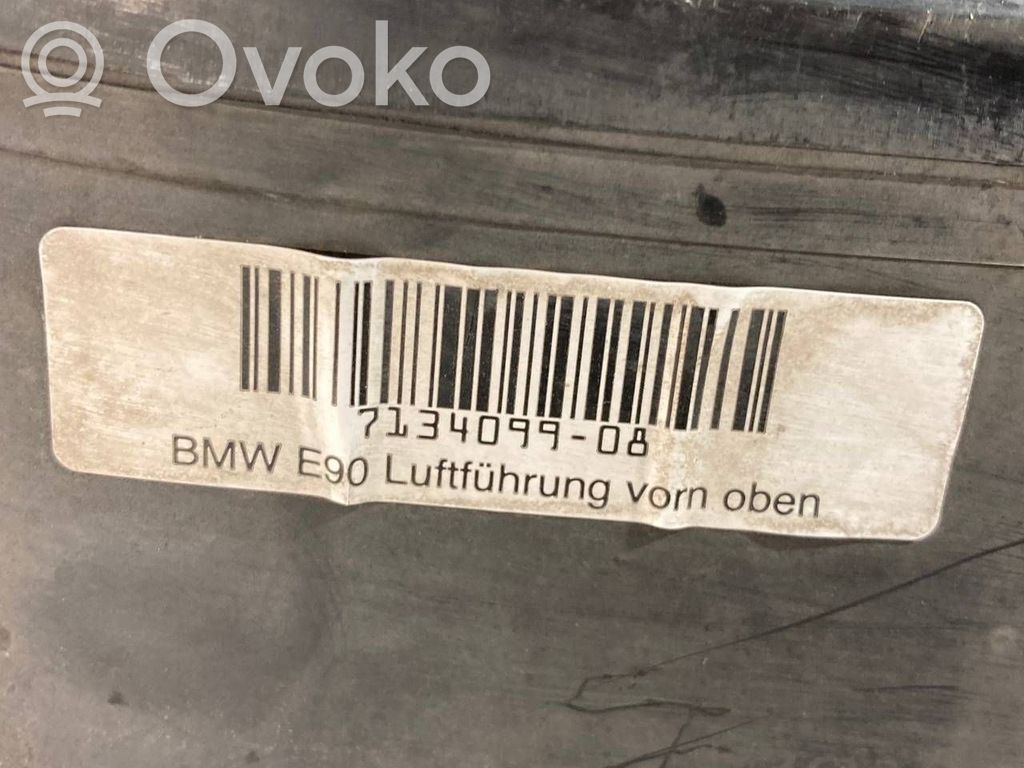 Ovoko
7134099-08
BMW E90 Luftführung vorn oben